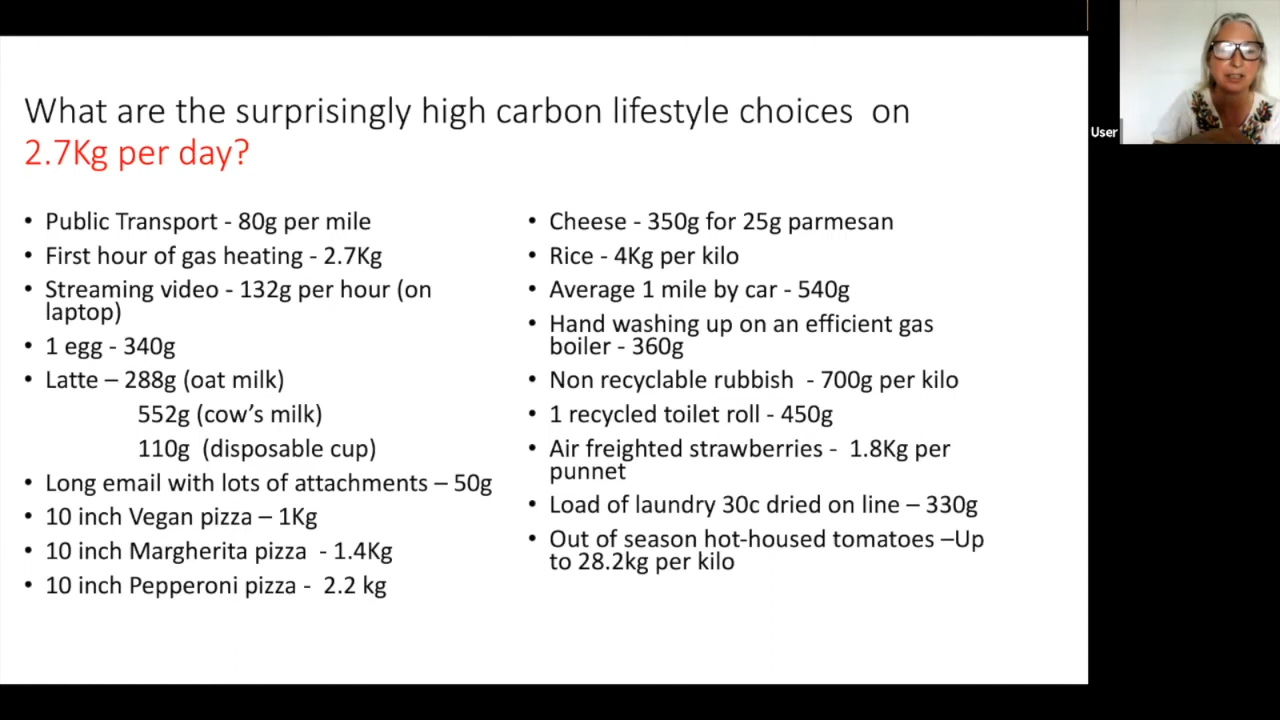 What are the surprisingly high carbon lifestyle choices on
2.7Kg per day?
• Public Transport - 80g per mile
• First hour of gas heating - 2.7Kg
• Streaming video - 132g per hour (on
laptop)
• 1 egg - 340g
• Latte – 288g (oat milk)
552g (cow's milk)
110g (disposable cup)
• Long email with lots of attachments – 50g
• 10 inch Vegan pizza – 1Kg
• 10 inch Margherita pizza - 1.4Kg
• 10 inch Pepperoni pizza - 2.2 kg
• Cheese - 350g for 25g parmesan
• Rice - 4Kg per kilo
• Average 1 mile by car - 540g
• Hand washing up on an efficient gas
boiler - 360g
• Non recyclable rubbish - 700g per kilo
• 1 recycled toilet roll - 450g
• Air freighted strawberries - 1.8Kg per
punnet
• Load of laundry 30c dried on line – 330g
• Out of season hot-housed tomatoes –Up
to 28.2kg per kilo
User